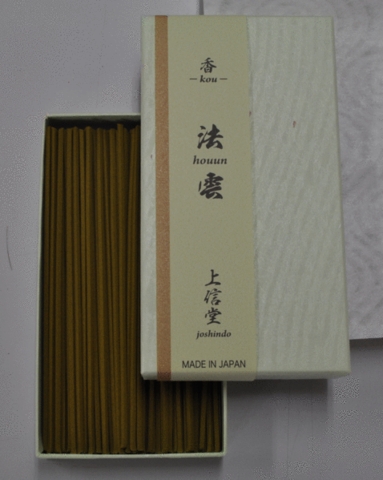 香
– kou –
法
houun
雲
上信堂
joshindo
MADE IN JAPAN